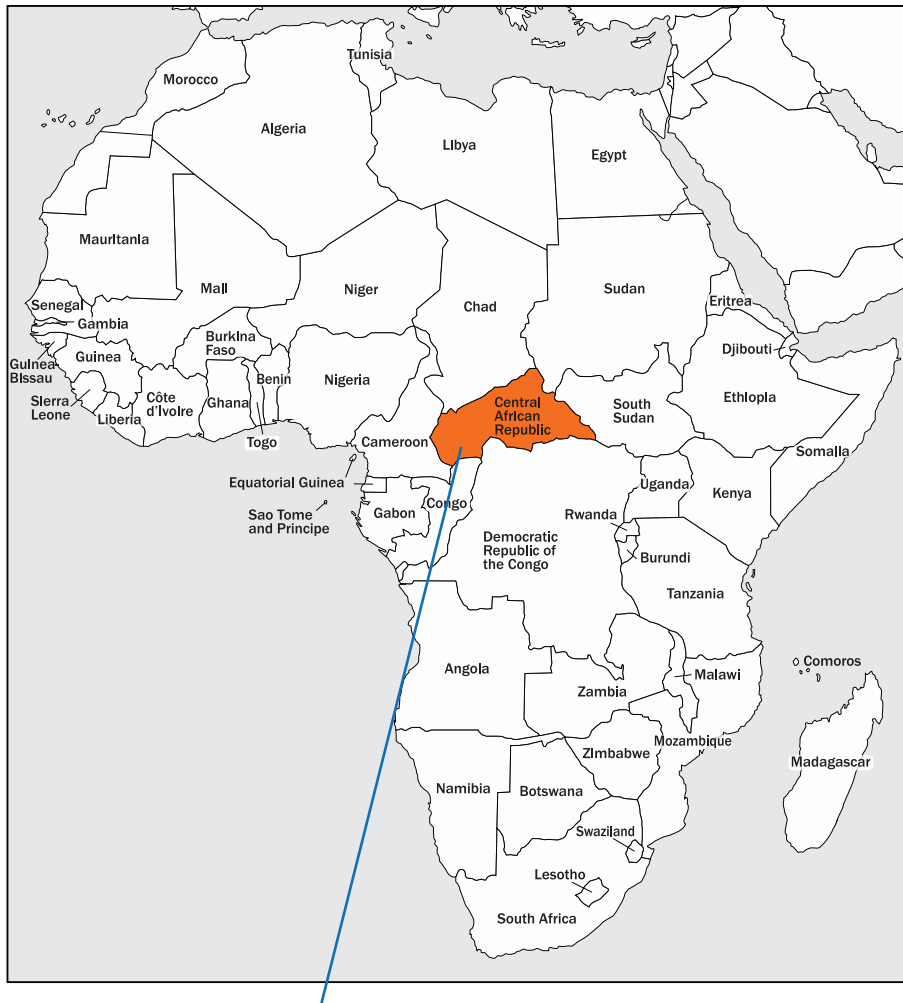 Tunisia
Morocco
Algeria
LIbya
Egypt
MaurItanIa
MalI
Niger
Chad
Sudan
Eritrea
Senegal
Gambia
Guinea
BIssau
Guinea
SIerra
Leone
Liberia
Côte
d'Ivoire
BurkIna
Faso
Ghana
Togo
Benin
Nigeria
Cameroon
Central
African
Republic
South
Sudan
Djibouti
EthIopIa
SomalIa
Equatorial Guinea
Sao Tome
and Principe
Gabon
Congo
Democratic
Republic of
the Congo
Uganda
Kenya
Rwanda
Burundi
Tanzania
Comoros
Angola
Zambia
Malawi
Mozambique
ZImbabwe
Madagascar
Namibia
Botswana
Swaziland
Lesotho
South Africa